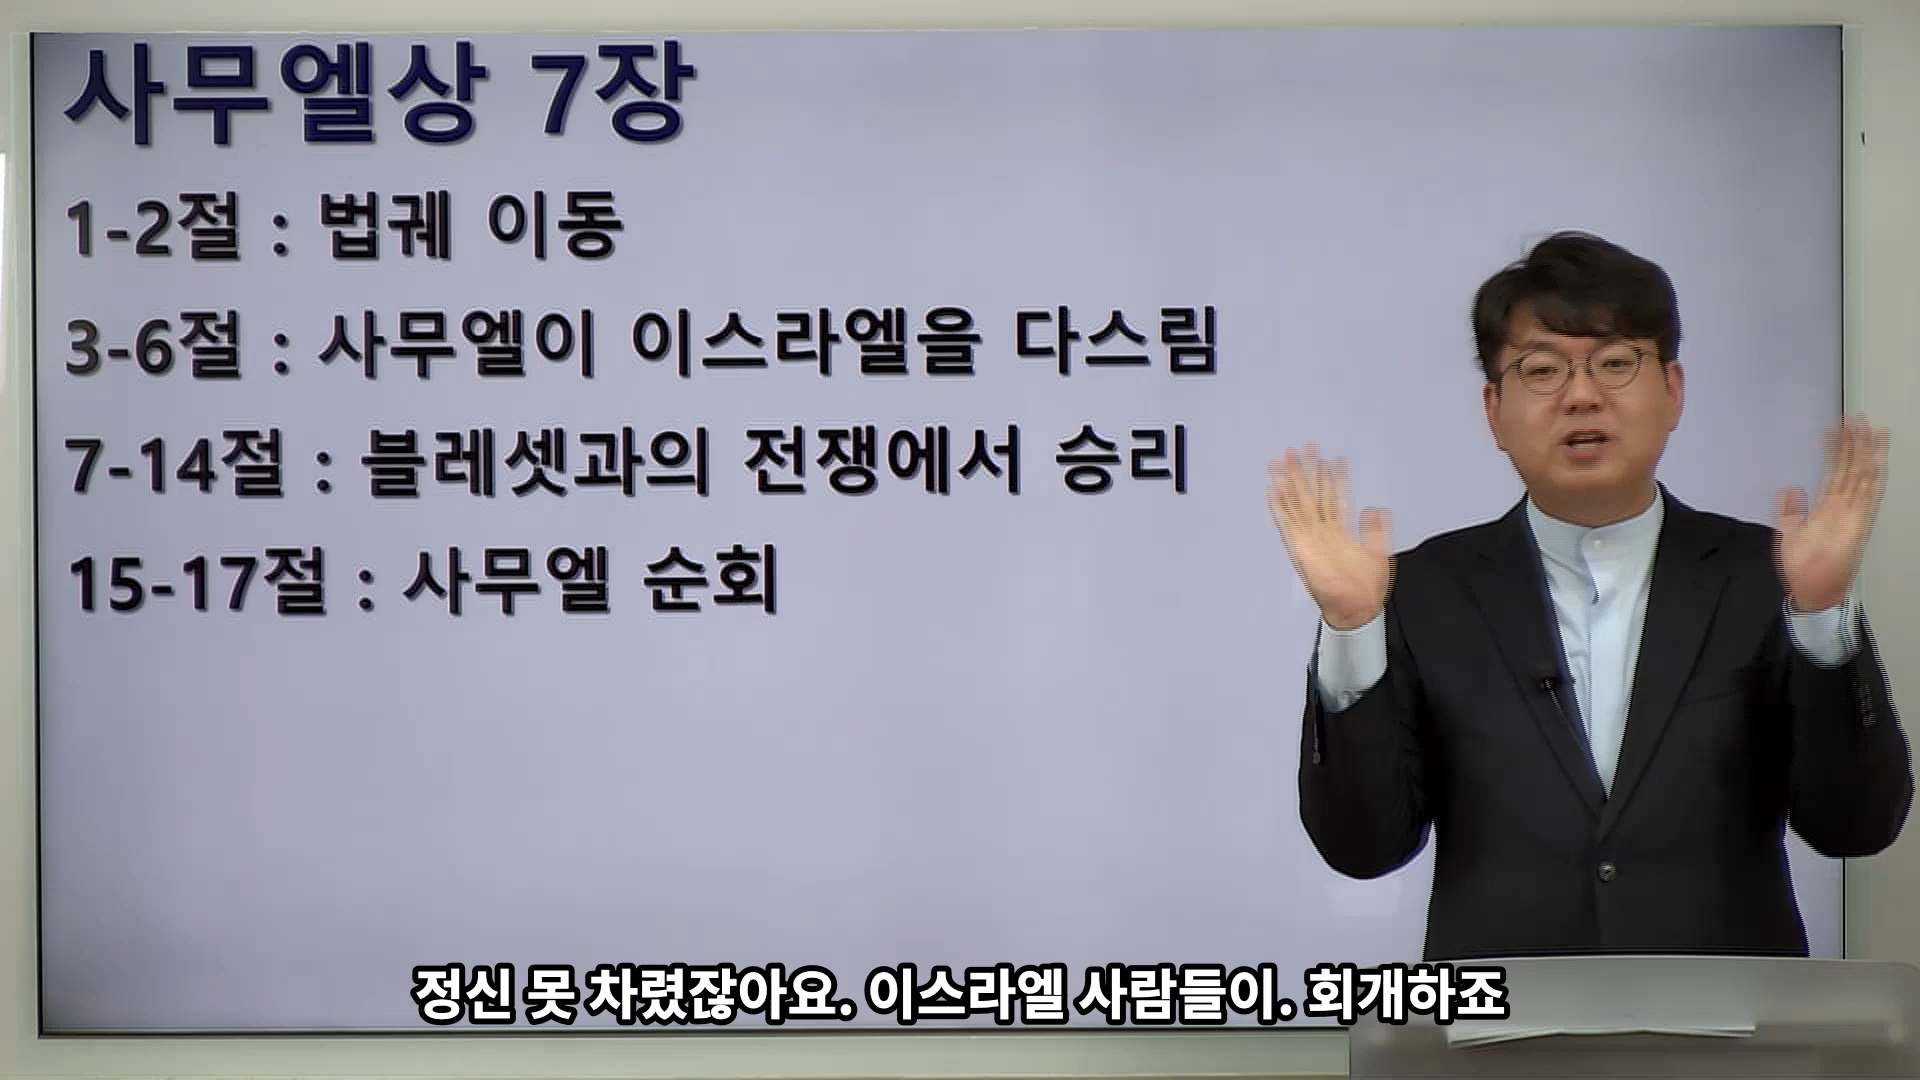 사무엘상 7장
1-2절 : 법궤 이동
3-6절 : 사무엘이 이스라엘을 다스림
7-14절 : 블레셋과의 전쟁에서 승리
15-17절 : 사무엘 순회
정신 못 차렸잖아요. 이스라엘 사람들이. 회개하죠